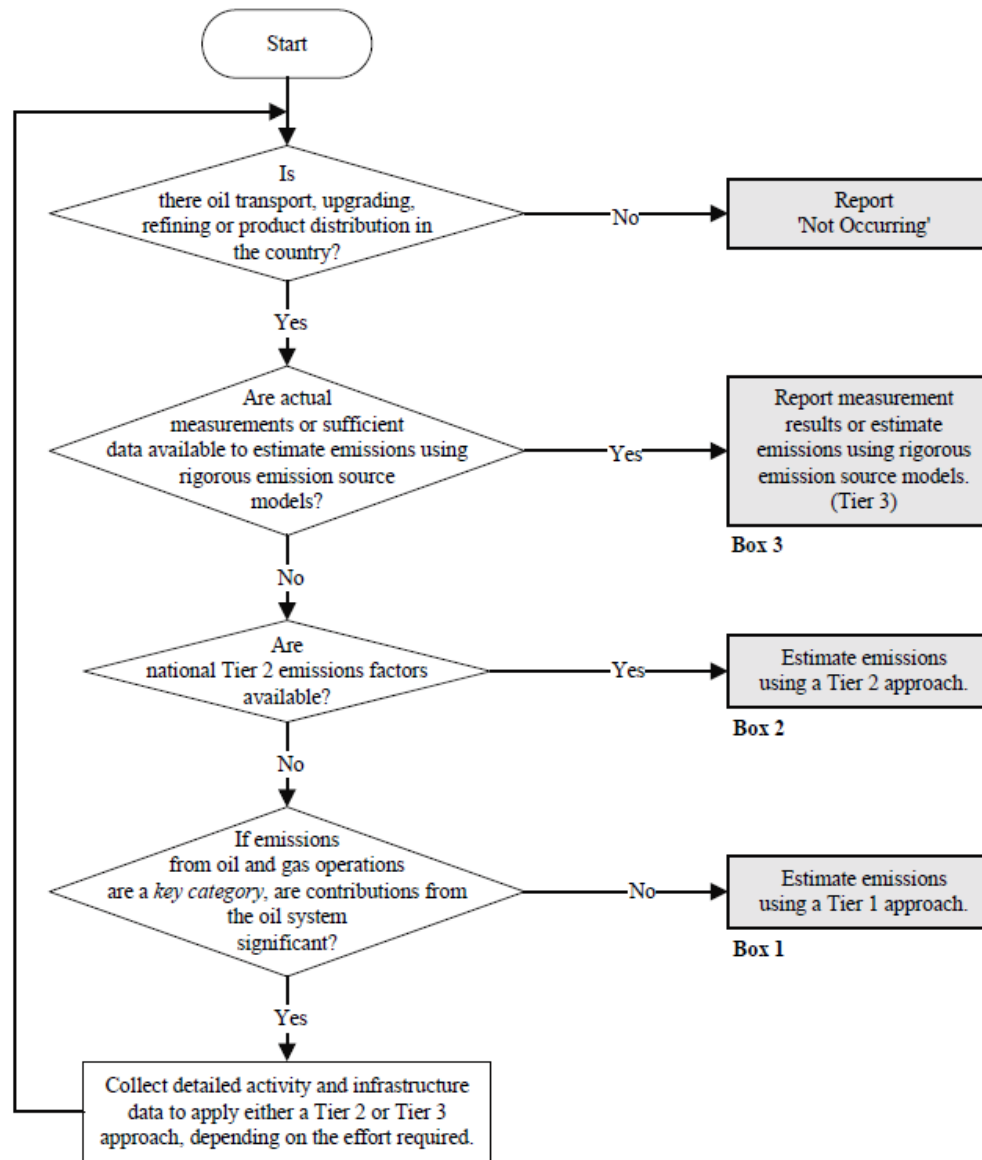 Start
Is
there oil transport, upgrading,
refining or product distribution in
the country?
No
Report
'Not Occurring'
Yes
Are actual
measurements or sufficient
data available to estimate emissions using
rigorous emission source
models?
Yes
Report measurement
results or estimate
emissions using rigorous
emission source models.
(Tier 3)
Box 3
No
Are
national Tier 2 emissions factors
available?
Yes
Estimate emissions
using a Tier 2 approach.
Box 2
No
If emissions
from oil and gas operations
are a key category, are contributions from
the oil system
significant?
No
Estimate emissions
using a Tier 1 approach.
Box 1
Yes
Collect detailed activity and infrastructure
data to apply either a Tier 2 or Tier 3
approach, depending on the effort required.